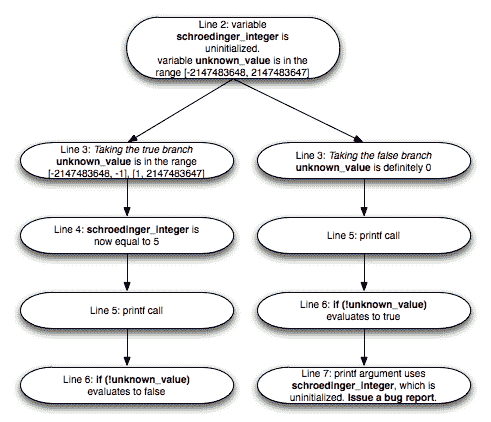 Line 2: variable
schroedinger_integer is
uninitialized.
variable unknown_value is in the
range [-2147483648, 2147483647]
Line 3: Taking the true branch
unknown_value is in the range
[-2147483648, -1], [1, 2147483647]
Line 3: Taking the false branch
unknown_value is definitely 0
Line 4: schroedinger_integer is
now equal to 5
Line 5: printf call
Line 5: printf call
Line 6: if (!unknown_value)
evaluates to true
Line 6: if (!unknown_value)
evaluates to false
Line 7: printf argument uses
schroedinger_integer, which is
uninitialized. Issue a bug report.